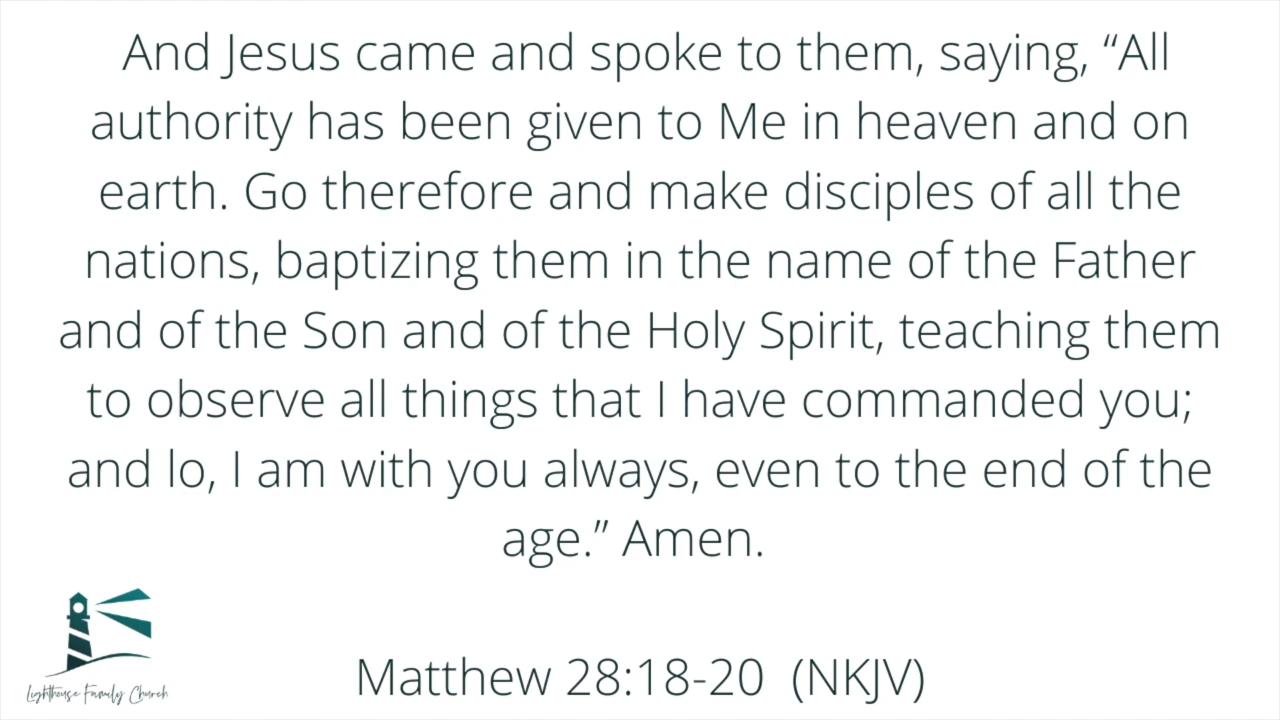 And Jesus came and spoke to them, saying, “All
authority has been given to Me in heaven and on
earth. Go therefore and make disciples of all the
nations, baptizing them in the name of the Father
and of the Son and of the Holy Spirit, teaching them
to observe all things that I have commanded you;
and lo, I am with you always, even to the end of the
age.” Amen.
Matthew 28:18-20 (NKJV)
Lighthouse Family Church